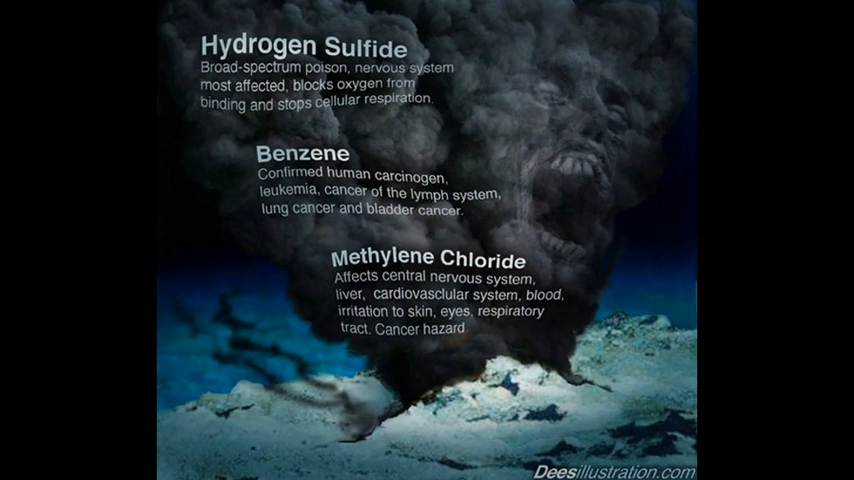 Hydrogen Sulfide
Broad-spectrum poison, nervous system
most affected, blocks oxygen from
binding and stops cellular respiration.
Benzene
Confirmed human carcinogen,
leukemia, cancer of the lymph system,
lung cancer and bladder cancer.
Methylene Chloride
Affects central nervous system,
liver, cardiovasclular system, blood,
irritation to skin, eyes, respiratory
tract. Cancer hazard
Deesillustration.com